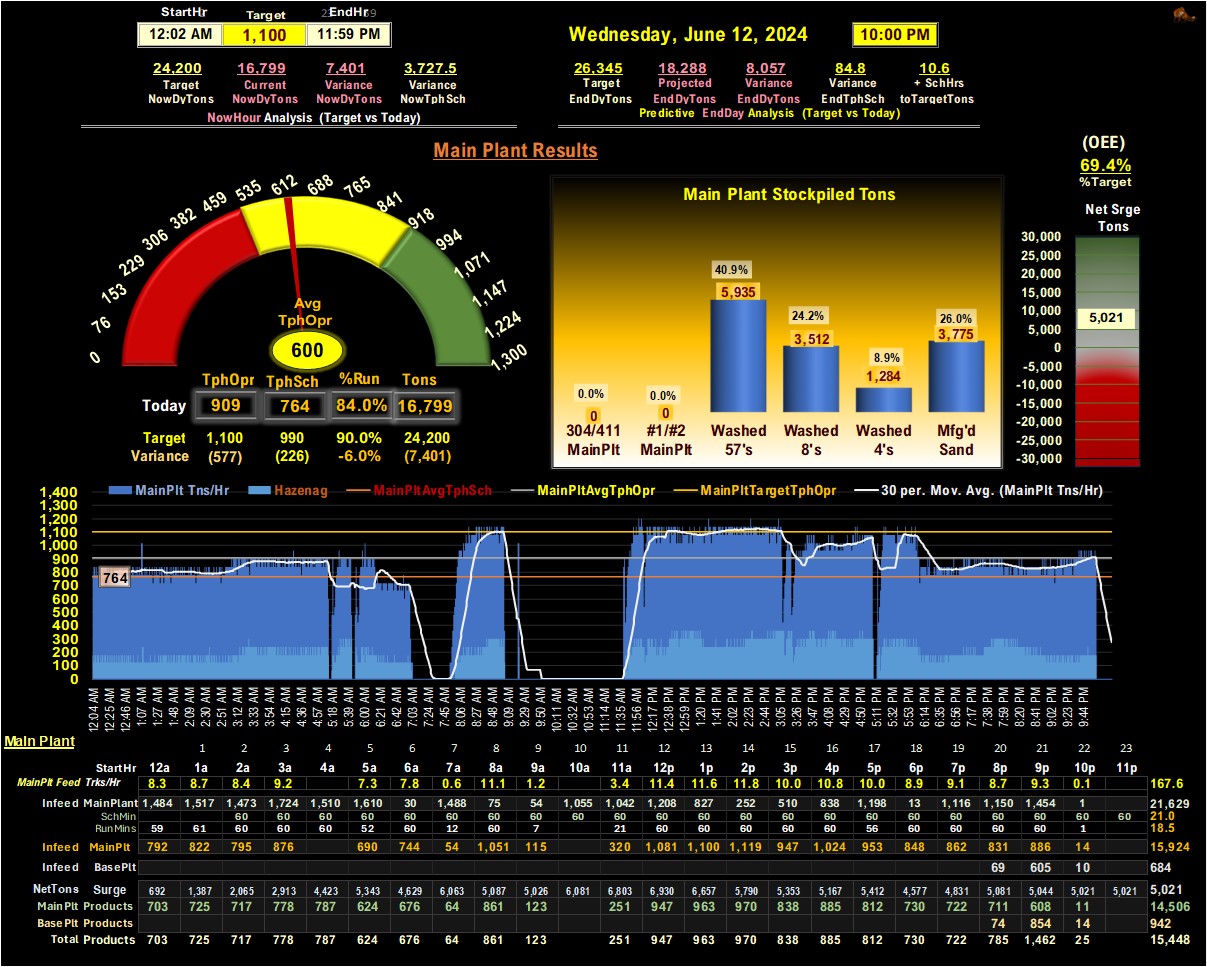 StartHr Target EndHr
12:02 AM 1,100 11:59 PM
Wednesday, June 12, 2024 10:00 PM
24,200 16,799 7,401 3,727.5
Target Current Variance Variance
NowDyTons NowDyTons NowDyTons NowTphSch
NowHour Analysis (Target vs Today)
26,345 18,288 8,057 84.8 10.6
Target Projected Variance Variance + SchHrs
EndDyTons EndDyTons EndDyTons EndTphSch toTargetTons
Predictive EndDay Analysis (Target vs Today)
Main Plant Results
(OEE)
69.4%
%Target
0 76 153 229 306 382 459 535 612 688 765 841 918 994 1,071 1,147 1,224 1,300
Avg
TphOpr
600
TphOpr TphSch %Run Tons
Today 909 764 84.0% 16,799
Target 1,100 990 90.0% 24,200
Variance (577) (226) -6.0% (7,401)
Main Plant Stockpiled Tons
0.0% 0.0% 40.9% 24.2% 8.9% 26.0%
0 0 5,935 3,512 1,284 3,775
304/411 #1/#2 Washed Washed Washed Mfg'd
MainPlt MainPlt 57's 8's 4's Sand
Net Srge
Tons
30,000
25,000
20,000
15,000
10,000
5,000
0
-5,000
-10,000
-15,000
-20,000
-25,000
-30,000
5,021
MainPlt Tns/Hr Hazenag MainPltAvgTphSch MainPltAvgTphOpr MainPltTargetTphOpr 30 per. Mov. Avg. (MainPlt Tns/Hr)
1,400
1,300
1,200
1,100
1,000
900
800
700
600
500
400
300
200
100
0
764
12:04 AM 12:25 AM 12:46 AM 1:07 AM 1:27 AM 1:48 AM 2:09 AM 2:30 AM 2:51 AM 3:12 AM 3:33 AM 3:54 AM 4:15 AM 4:36 AM 4:57 AM 5:18 AM 5:39 AM 6:00 AM 6:21 AM 6:42 AM 7:03 AM 7:24 AM 7:45 AM 8:06 AM 8:27 AM 8:48 AM 9:09 AM 9:29 AM 9:50 AM 10:11 AM 10:32 AM 10:53 AM 11:14 AM 11:35 AM 11:56 AM 12:17 PM 12:38 PM 12:59 PM 1:20 PM 1:41 PM 2:02 PM 2:23 PM 2:44 PM 3:05 PM 3:26 PM 3:47 PM 4:08 PM 4:29 PM 4:50 PM 5:11 PM 5:32 PM 5:53 PM 6:14 PM 6:35 PM 6:56 PM 7:17 PM 7:38 PM 7:59 PM 8:20 PM 8:41 PM 9:02 PM 9:23 PM 9:44 PM
Main Plant
1 2 3 4 5 6 7 8 9 10 11 12 13 14 15 16 17 18 19 20 21 22 23
StartHr 12a 1a 2a 3a 4a 5a 6a 7a 8a 9a 10a 11a 12p 1p 2p 3p 4p 5p 6p 7p 8p 9p 10p 11p
MainPlt Feed Trks/Hr 8.3 8.7 8.4 9.2 7.3 7.8 0.6 11.1 1.2 3.4 11.4 11.6 11.8 10.0 10.8 10.0 8.9 9.1 8.7 9.3 0.1 167.6
Infeed MainPlant 1,484 1,517 1,473 1,724 1,510 1,610 30 1,488 75 54 1,055 1,042 1,208 827 252 510 838 1,198 13 1,116 1,150 1,454 1 21,629
SchMin 60 60 60 60 60 60 60 60 60 60 60 60 60 60 60 60 60 60 60 60 60 60 21.0
RunMins 59 61 60 60 60 52 60 12 60 7 21 60 60 60 60 60 56 60 60 60 60 1 18.5
Infeed MainPlt 792 822 795 876 690 744 54 1,051 115 320 1,081 1,100 1,119 947 1,024 953 848 862 831 886 14 15,924
Infeed BasePlt 69 605 10 684
NetTons Surge 692 1,387 2,065 2,913 4,423 5,343 4,629 6,063 5,087 5,026 6,081 6,803 6,930 6,657 5,790 5,353 5,167 5,412 4,577 4,831 5,081 5,044 5,021 5,021 5,021
MainPlt Products 703 725 717 778 787 624 676 64 861 123 251 947 963 970 838 885 812 730 722 711 608 11 14,506
BasePlt Products 74 854 14 942
Total Products 703 725 717 778 787 624 676 64 861 123 251 947 963 970 838 885 812 730 722 785 1,462 25 15,448